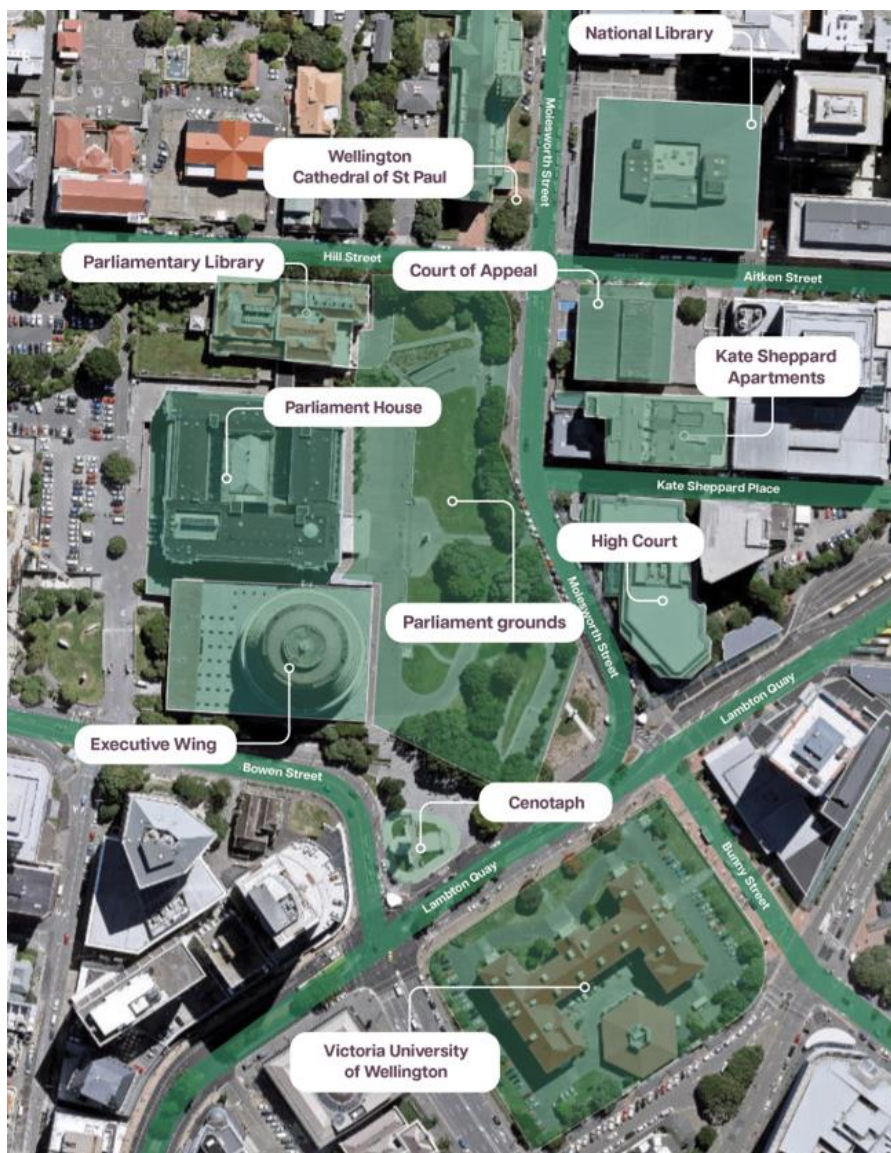 National Library
Molesworth Street
Wellington
Cathedral of St Paul
Hill Street
Parliamentary Library
Court of Appeal
Aitken Street
Kate Sheppard
Apartments
Parliament House
Kate Sheppard Place
High Court
Parliament grounds
Molesworth Street
Lambton Quay
Executive Wing
Bowen Street
Cenotaph
Lambton Quay
Bunny Street
Victoria University
of Wellington